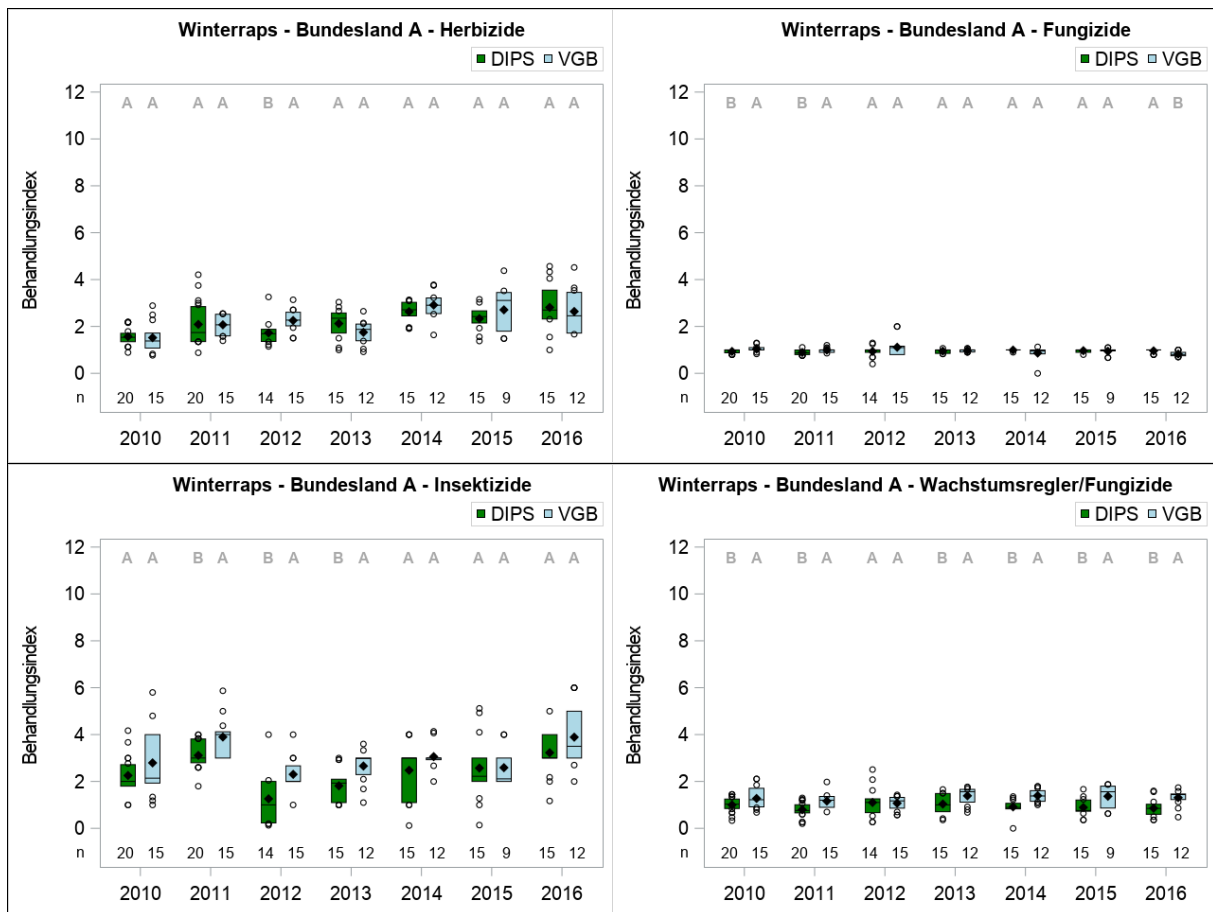 Winterraps - Bundesland A - Herbizide
DIPS VGB
Behandlungsindex
12
10
8
6
4
2
0
A A A A B A A A A A A A A A
n 20 15 20 15 14 15 15 12 15 12 15 9 15 12
2010 2011 2012 2013 2014 2015 2016
Winterraps - Bundesland A - Fungizide
DIPS VGB
Behandlungsindex
12
10
8
6
4
2
0
B A B A A A A A A A A A A B
n 20 15 20 15 14 15 15 12 15 12 15 9 15 12
2010 2011 2012 2013 2014 2015 2016
Winterraps - Bundesland A - Insektizide
DIPS VGB
Behandlungsindex
12
10
8
6
4
2
0
A A B A B A B A A A A A A A
n 20 15 20 15 14 15 15 12 15 12 15 9 15 12
2010 2011 2012 2013 2014 2015 2016
Winterraps - Bundesland A - Wachstumsregler/Fungizide
DIPS VGB
Behandlungsindex
12
10
8
6
4
2
0
B A B A A A B A B A B A B A
n 20 15 20 15 14 15 15 12 15 12 15 9 15 12
2010 2011 2012 2013 2014 2015 2016